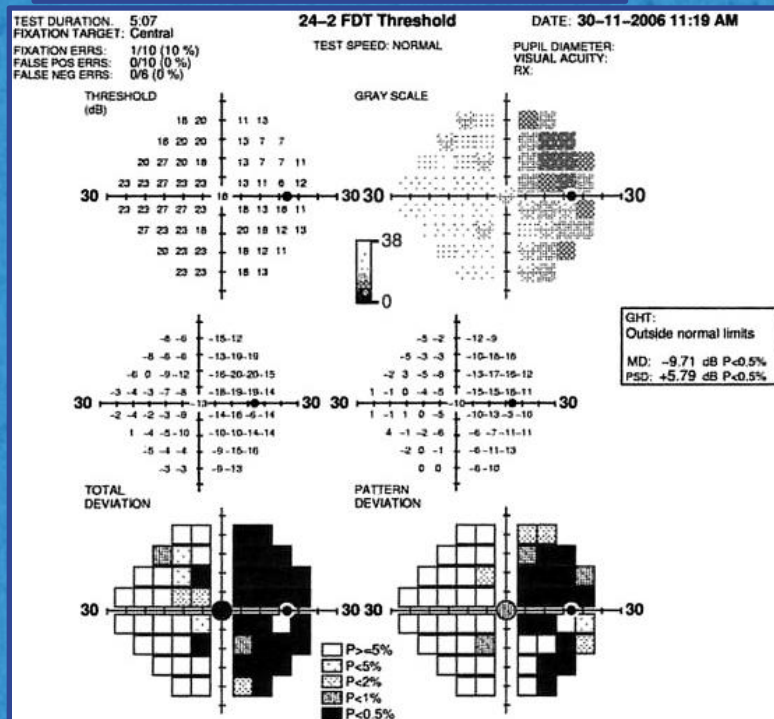 TEST DURATION. 5:07
24-2 FDT Threshold
DATE: 30-11-2006 11:19 AM
FIXATION TARGET: Central
FIXATION ERRS: 1/10 (10 %)
FALSE POS ERRS: 0/10 (0 %)
FALSE NEG ERRS: 0/6 (0 %)
TEST SPEED: NORMAL
PUPIL DIAMETER:
VISUAL ACUITY:
RX:
THRESHOLD
(dB)
18 20 11 13
16 20 20 13 7 7
20 27 20 18 13 7 7 11
23 23 23 23 13 11 6 12
30 18 30
23 27 27 23 18 13 16 11
27 23 23 18 20 18 12 13
20 23 23 18 12 11
23 23 18 13
GRAY SCALE
30 30
38
0
-8 -6 -15 -12
-8 -6 -6 -13 -19 -19
-6 0 -9 -12 -16 -20 -20 -15
-3 -4 -3 -7 -8 -18 -19 -19 -14
30 -13 30
-2 -4 -2 -3 -9 -14 -16 -6 -14
1 -4 -5 -10 -10 -10 -14 -14
-5 -4 -4 -9 -15 -16
-3 -3 -9 -13
TOTAL
DEVIATION
30 30
-5 -2 -12 -9
-5 -3 -3 -10 -16 -16
-2 3 -5 -8 -13 -17 -16 -12
1 -1 0 -4 -5 -15 -15 -16 -11
30 -10 30
1 -1 1 0 -5 -10 -13 -3 -10
4 -1 -2 -6 -6 -7 -11 -11
-2 0 -1 -6 -11 -13
0 0 -6 -10
PATTERN
DEVIATION
30 30
GHT:
Outside normal limits
MD: -9.71 dB P<0.5%
PSD: +5.79 dB P<0.5%
P>=5%
P<5%
P<2%
P<1%
P<0.5%